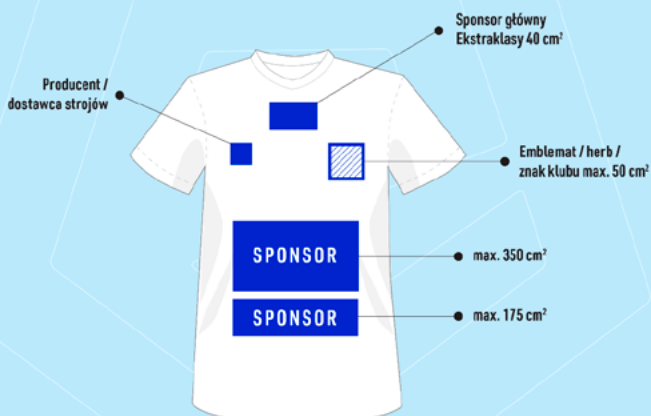 Sponsor główny
Ekstraklasy 40 cm²
Producent /
dostawca strojów
Emblemat / herb /
znak klubu max. 50 cm²
SPONSOR
max. 350 cm²
SPONSOR
max. 175 cm²